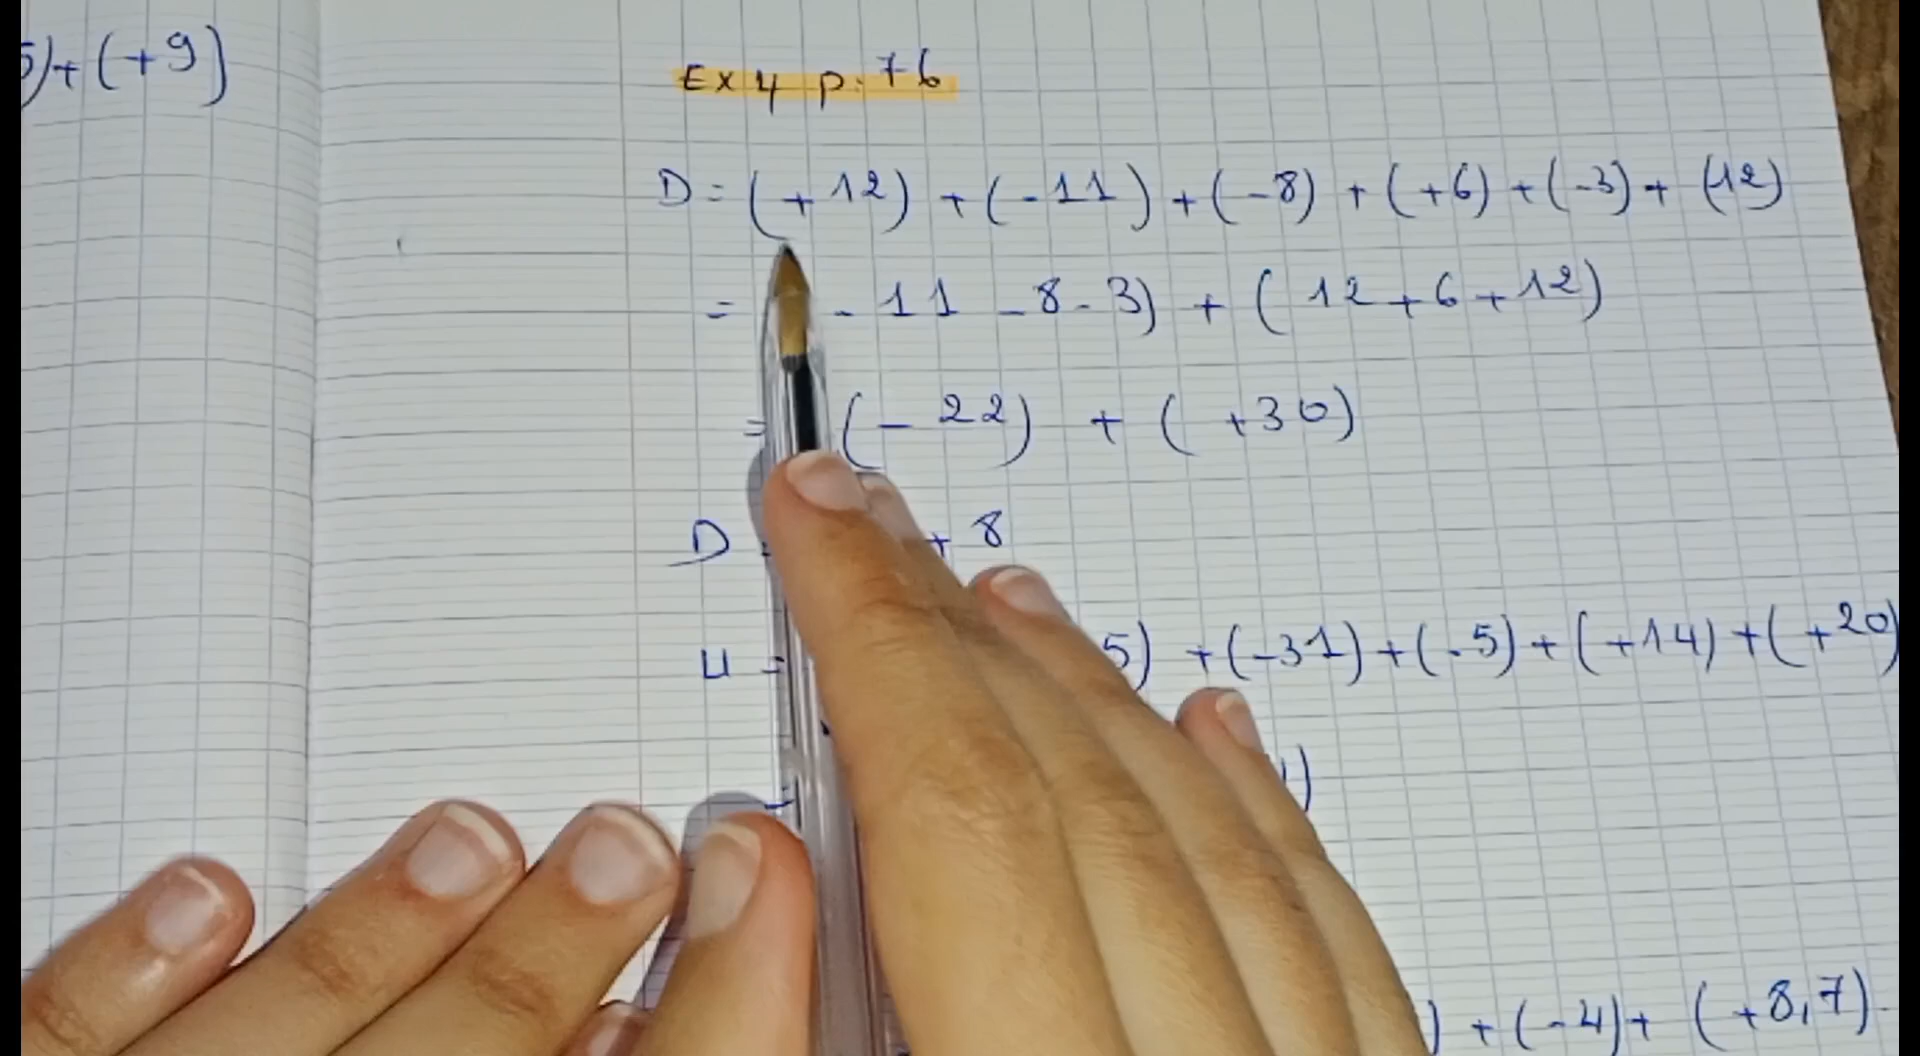 5)+(+9)
Ex 4 p: 76
D = (+12) + (-11) + (-8) + (+6) + (-3) + (12)
= - 11 - 8 - 3) + ( 12 + 6 + 12)
= (- 22) + ( +30)
D = + 8
U = 5) + (-31) + (-5) + (+14) + (+20)
=
) + (-4) + (+8,7)